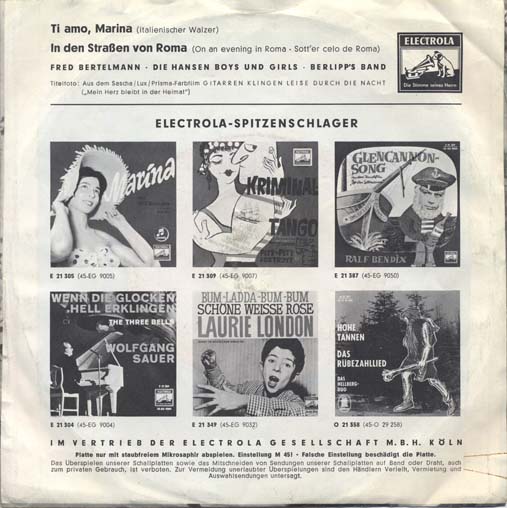 Ti amo, Marina (Italienischer Walzer)
In den Straßen von Roma (On an evening in Roma - Sott'er celo de Roma)
FRED BERTELMANN · DIE HANSEN BOYS UND GIRLS · BERLIPP'S BAND
Titelfoto: Aus dem Sascha/Lux/Prisma-Farbfilm GITARREN KLINGEN LEISE DURCH DIE NACHT
("Mein Herz bleibt in der Heimat")
ELECTROLA
Die Stimme seines Herrn
ELECTROLA-SPITZENSCHLAGER
Marina
E 21 305 (45-EG 9005)
KRIMINAL
TANGO
E 21 309 (45-EG 9007)
GLENCANNON-
SONG
RALF BENDIX
E 21 387 (45-EG 9050)
WENN DIE GLOCKEN
HELL ERKLINGEN
THE THREE BELLS
WOLFGANG
SAUER
E 21 304 (45-EG 9004)
BUM-LADDA-BUM-BUM
SCHÖNE WEISSE ROSE
LAURIE LONDON
E 21 349 (45-EG 9032)
HOHE
TANNEN
DAS
RÜBEZAHLLIED
DAS
HELLBERG-
DUO
O 21 358 (45-O 29 258)
IM VERTRIEB DER ELECTROLA GESELLSCHAFT M.B.H. KÖLN
Platte nur mit staubfreiem Mikrosaphir abspielen. Einstellung M 45! - Falsche Einstellung beschädigt die Platte.
Das Überspielen unserer Schallplatten sowie das Mitschneiden von Sendungen unserer Schallplatten auf Band oder Draht, auch
zum privaten Gebrauch, ist verboten. Zur Vermeidung unerlaubter Überspielungen sind den Händlern Verleih, Vermietung und
Auswahlsendungen untersagt.